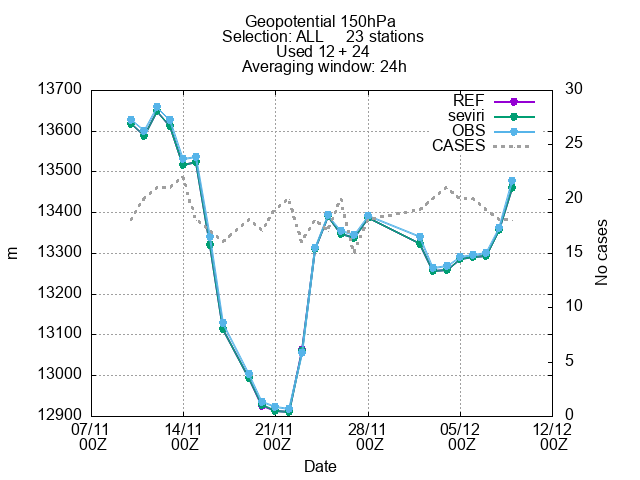 Geopotential 150hPa
Selection: ALL 23 stations
Used 12 + 24
Averaging window: 24h
REF
seviri
OBS
CASES
13700
13600
13500
13400
13300
13200
13100
13000
12900
m
30
25
20
15
10
5
0
No cases
07/11 14/11 21/11 28/11 05/12 12/12
00Z 00Z 00Z 00Z 00Z 00Z
Date